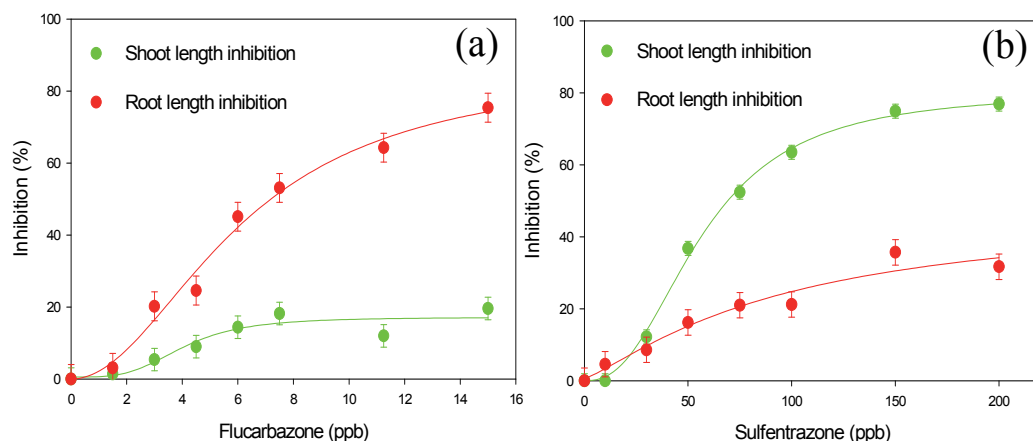 100
80
60
40
20
0
Inhibition (%)
Shoot length inhibition
Root length inhibition
(a)
0 2 4 6 8 10 12 14 16
Flucarbazone (ppb)
100
80
60
40
20
0
Inhibition (%)
Shoot length inhibition
Root length inhibition
(b)
0 50 100 150 200
Sulfentrazone (ppb)